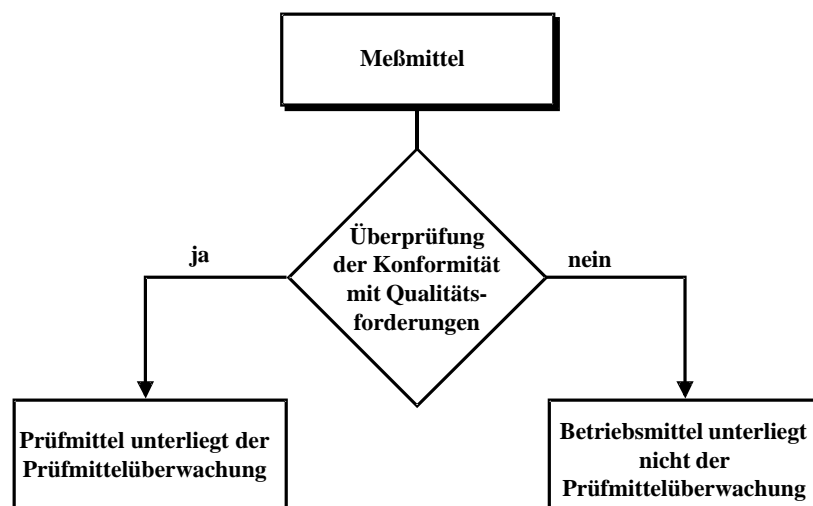 Meßmittel
Überprüfung
der Konformität
mit Qualitäts-
forderungen
ja
nein
Prüfmittel unterliegt der
Prüfmittelüberwachung
Betriebsmittel unterliegt
nicht der
Prüfmittelüberwachung